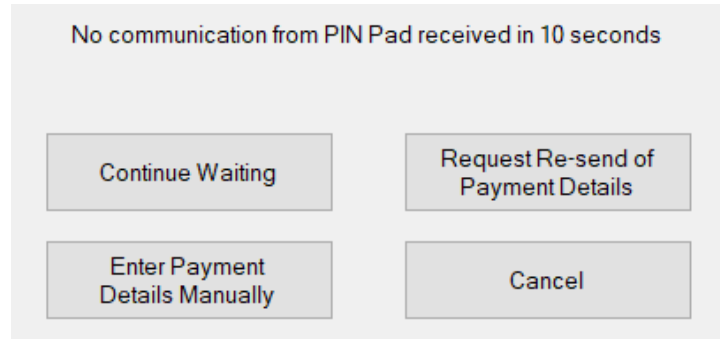 No communication from PIN Pad received in 10 seconds
Continue Waiting
Request Re-send of
Payment Details
Enter Payment
Details Manually
Cancel